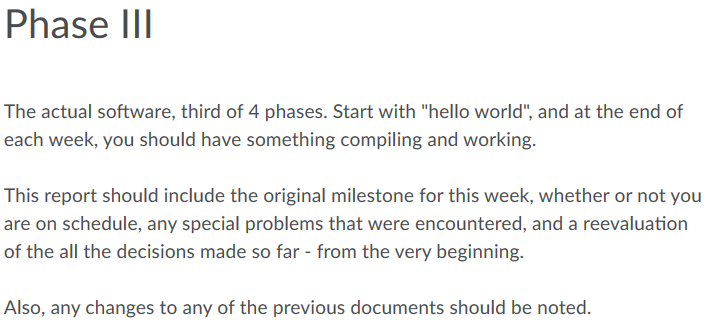 Phase III
The actual software, third of 4 phases. Start with "hello world", and at the end of
each week, you should have something compiling and working.
This report should include the original milestone for this week, whether or not you
are on schedule, any special problems that were encountered, and a reevaluation
of the all the decisions made so far - from the very beginning.
Also, any changes to any of the previous documents should be noted.